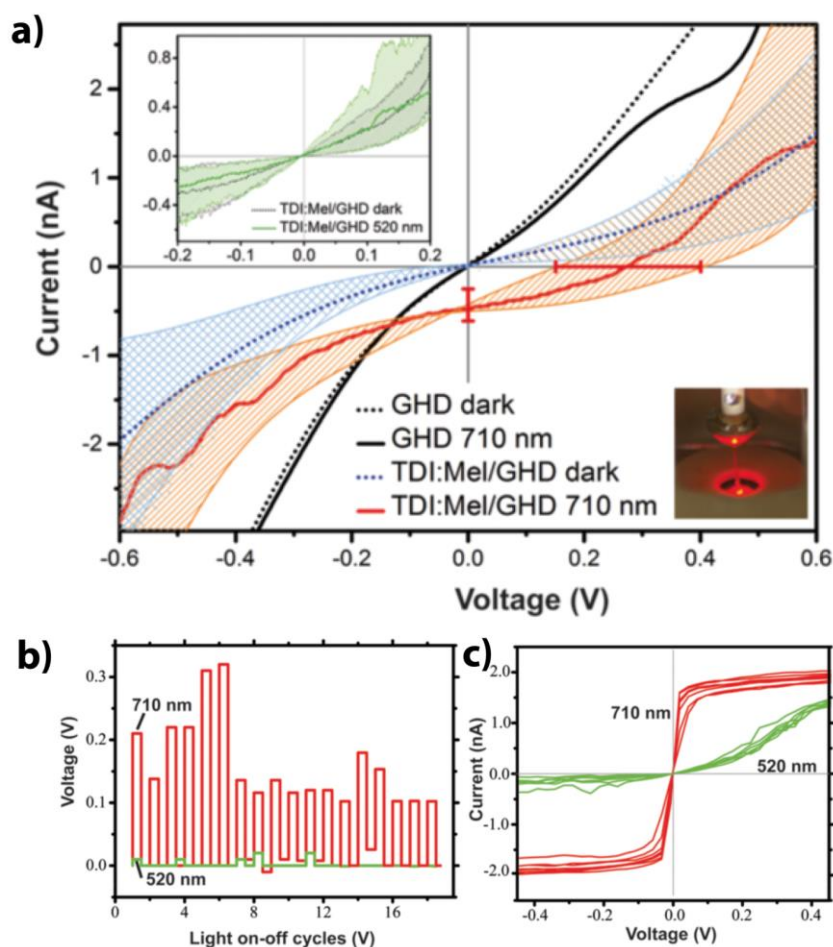 a)
Current (nA)
2
1
0
-1
-2
0.8
0.4
0.0
-0.4
-0.2
-0.1
0.0
0.1
0.2
TDI:Mel/GHD dark
TDI:Mel/GHD 520 nm
GHD dark
GHD 710 nm
TDI:Mel/GHD dark
TDI:Mel/GHD 710 nm
-0.6
-0.4
-0.2
0.0
0.2
0.4
0.6
Voltage (V)
b)
Voltage (V)
0.3
0.2
0.1
0.0
710 nm
520 nm
0
4
8
12
16
Light on-off cycles (V)
c)
Current (nA)
2.0
1.0
0.0
-1.0
-2.0
710 nm
520 nm
-0.4
-0.2
0.0
0.2
0.4
Voltage (V)